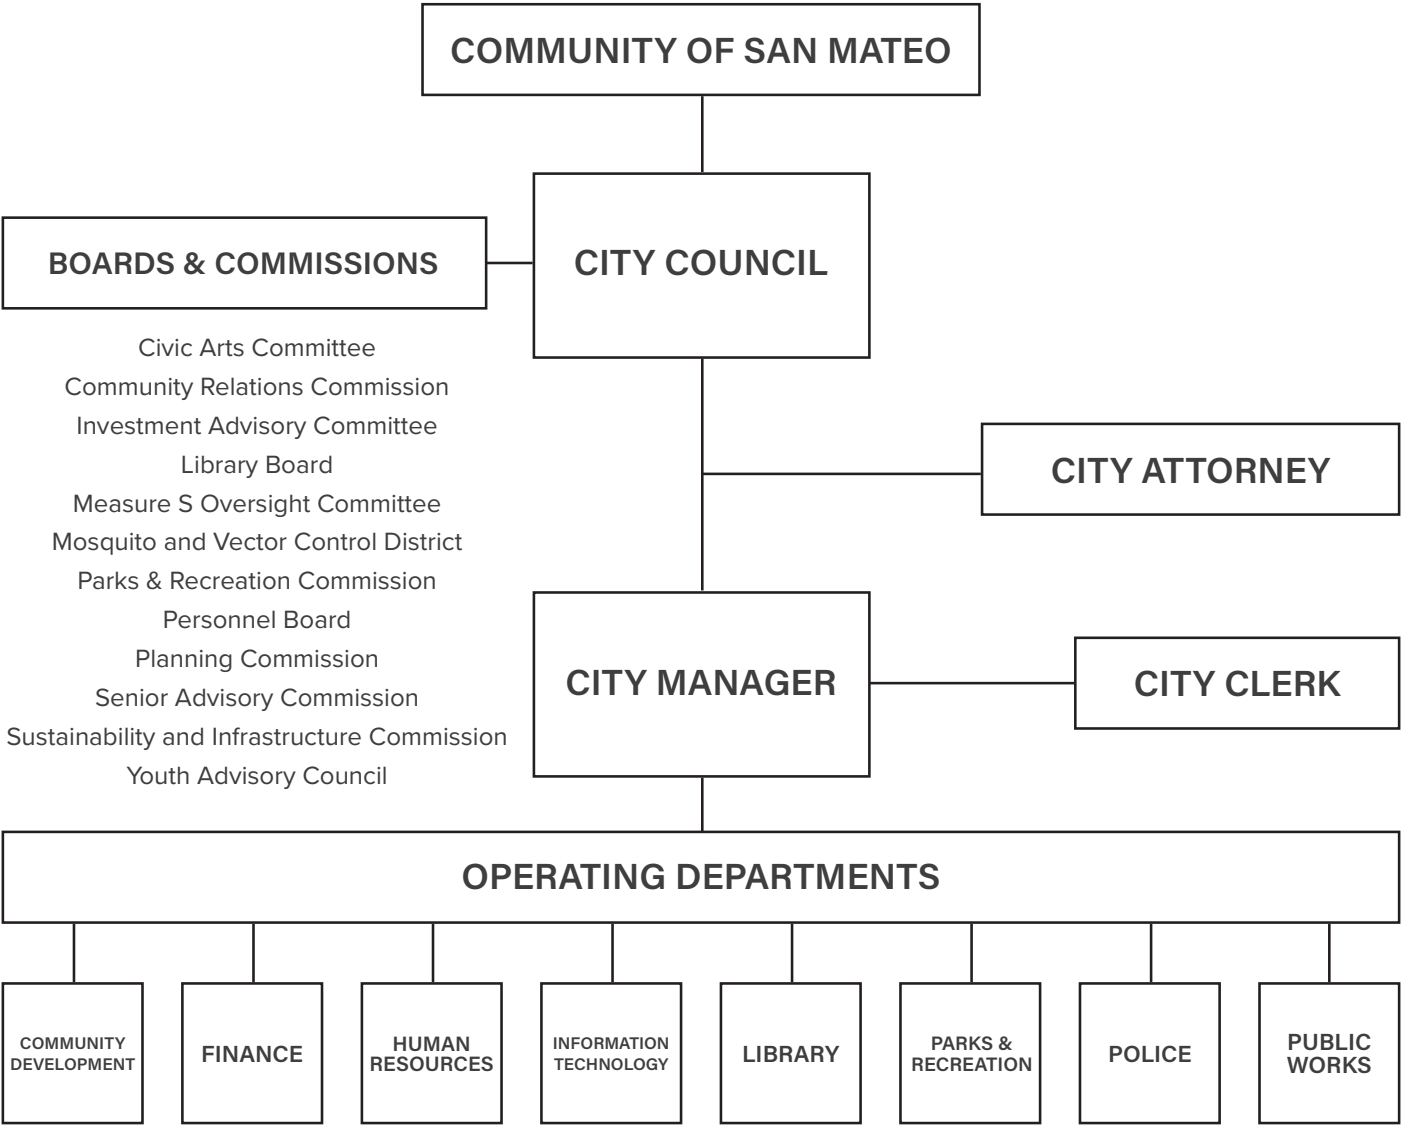 COMMUNITY OF SAN MATEO
CITY COUNCIL
BOARDS & COMMISSIONS
Civic Arts Committee
Community Relations Commission
Investment Advisory Committee
Library Board
Measure S Oversight Committee
Mosquito and Vector Control District
Parks & Recreation Commission
Personnel Board
Planning Commission
Senior Advisory Commission
Sustainability and Infrastructure Commission
Youth Advisory Council
CITY ATTORNEY
CITY MANAGER
CITY CLERK
OPERATING DEPARTMENTS
COMMUNITY
DEVELOPMENT
FINANCE
HUMAN
RESOURCES
INFORMATION
TECHNOLOGY
LIBRARY
PARKS &
RECREATION
POLICE
PUBLIC
WORKS